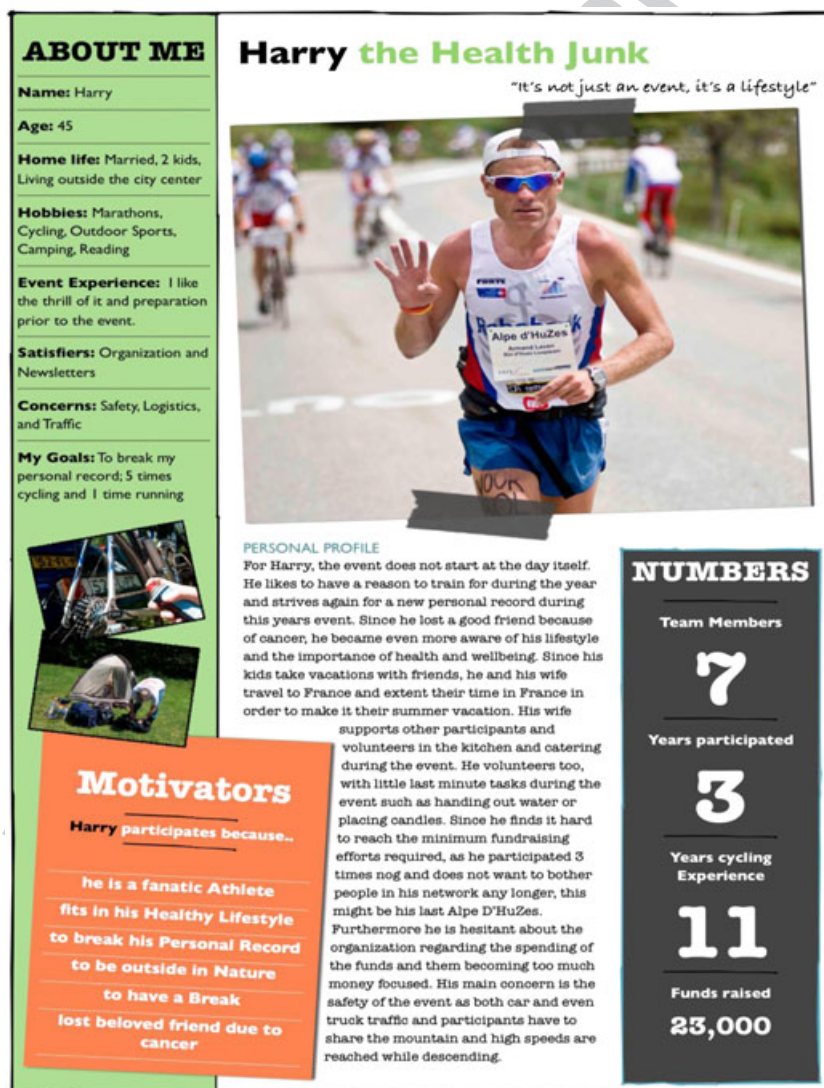 ABOUT ME
Name: Harry
Age: 45
Home life: Married, 2 kids,
Living outside the city center
Hobbies: Marathons,
Cycling, Outdoor Sports,
Camping, Reading
Event Experience: I like
the thrill of it and preparation
prior to the event.
Satisfiers: Organization and
Newsletters
Concerns: Safety, Logistics,
and Traffic
My Goals: To break my
personal record; 5 times
cycling and 1 time running
Harry the Health Junk
"It's not just an event, it's a lifestyle"
FORTE
Rabobank
Alpe d'HuZes
YOUR
PERSONAL PROFILE
For Harry, the event does not start at the day itself.
He likes to have a reason to train for during the year
and strives again for a new personal record during
this years event. Since he lost a good friend because
of cancer, he became even more aware of his lifestyle
and the importance of health and wellbeing. Since his
kids take vacations with friends, he and his wife
travel to France and extent their time in France in
order to make it their summer vacation. His wife
supports other participants and
volunteers in the kitchen and catering
during the event. He volunteers too,
with little last minute tasks during the
event such as handing out water or
placing candles. Since he finds it hard
to reach the minimum fundraising
efforts required, as he participated 3
times nog and does not want to bother
people in his network any longer, this
might be his last Alpe D'HuZes.
Furthermore he is hesitant about the
organization regarding the spending of
the funds and them becoming too much
money focused. His main concern is the
safety of the event as both car and even
truck traffic and participants have to
share the mountain and high speeds are
reached while descending.
Motivators
Harry participates because..
he is a fanatic Athlete
fits in his Healthy Lifestyle
to break his Personal Record
to be outside in Nature
to have a Break
lost beloved friend due to
cancer
NUMBERS
Team Members
7
Years participated
3
Years cycling
Experience
11
Funds raised
23,000